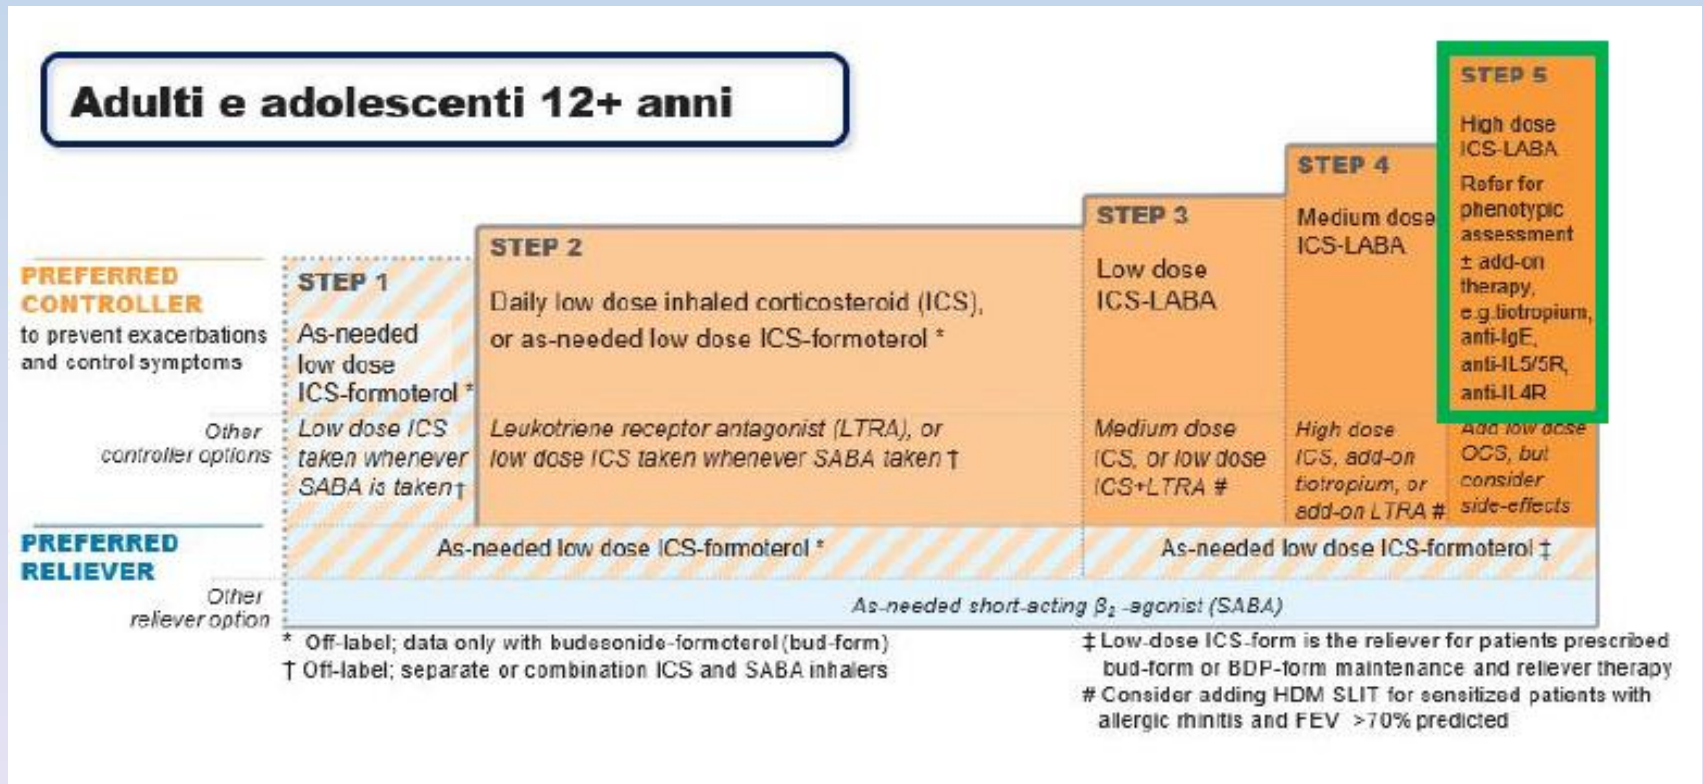 Adulti e adolescenti 12+ anni
PREFERRED
CONTROLLER
to prevent exacerbations
and control symptoms
Other
controller options
PREFERRED
RELIEVER
Other
reliever option
STEP 1
As-needed
low dose
ICS-formoterol *
Low dose ICS
taken whenever
SABA is taken †
STEP 2
Daily low dose inhaled corticosteroid (ICS),
or as-needed low dose ICS-formoterol *
Leukotriene receptor antagonist (LTRA), or
low dose ICS taken whenever SABA taken †
STEP 3
Low dose
ICS-LABA
Medium dose
ICS, or low dose
ICS+LTRA #
STEP 4
Medium dose
ICS-LABA
High dose
ICS, add-on
tiotropium, or
add-on LTRA #
STEP 5
High dose
ICS-LABA
Refer for
phenotypic
assessment
± add-on
therapy,
e.g.tiotropium,
anti-IgE,
anti-IL5/5R,
anti-IL4R
Add low dose
OCS, but
consider
side-effects
As-needed low dose ICS-formoterol *
As-needed low dose ICS-formoterol ‡
As-needed short-acting β₂ -agonist (SABA)
* Off-label; data only with budesonide-formoterol (bud-form)
† Off-label; separate or combination ICS and SABA inhalers
‡ Low-dose ICS-form is the reliever for patients prescribed
bud-form or BDP-form maintenance and reliever therapy
# Consider adding HDM SLIT for sensitized patients with
allergic rhinitis and FEV >70% predicted